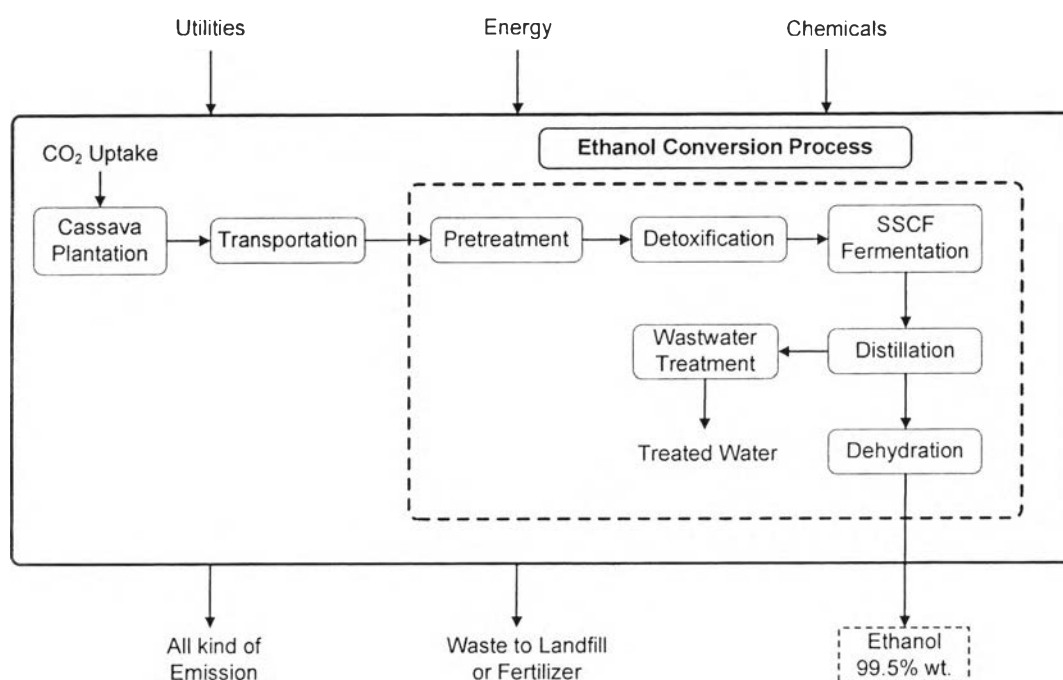 Utilities
Energy
Chemicals
Ethanol Conversion Process
CO₂ Uptake
Cassava
Plantation
Transportation
Pretreatment
Detoxification
SSCF
Fermentation
Wastwater
Treatment
Distillation
Treated Water
Dehydration
All kind of
Emission
Waste to Landfill
or Fertilizer
Ethanol
99.5% wt.